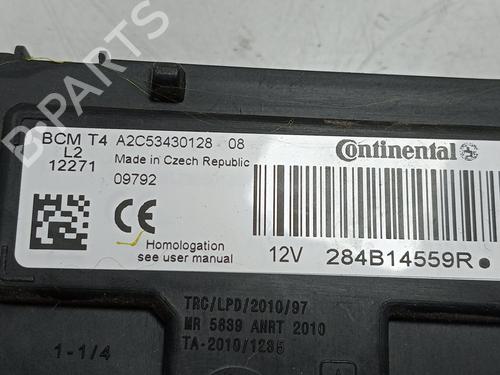 B-PARTS
BCM T4 A2C53430128 08
L2
12271
Made in Czech Republic
09792
CE
Homologation
see user manual
Continental
12V 284B14559R
TRC/LPD/2010/97
MR 5839 ANRT 2010
TA-2010/1235
1-1/4